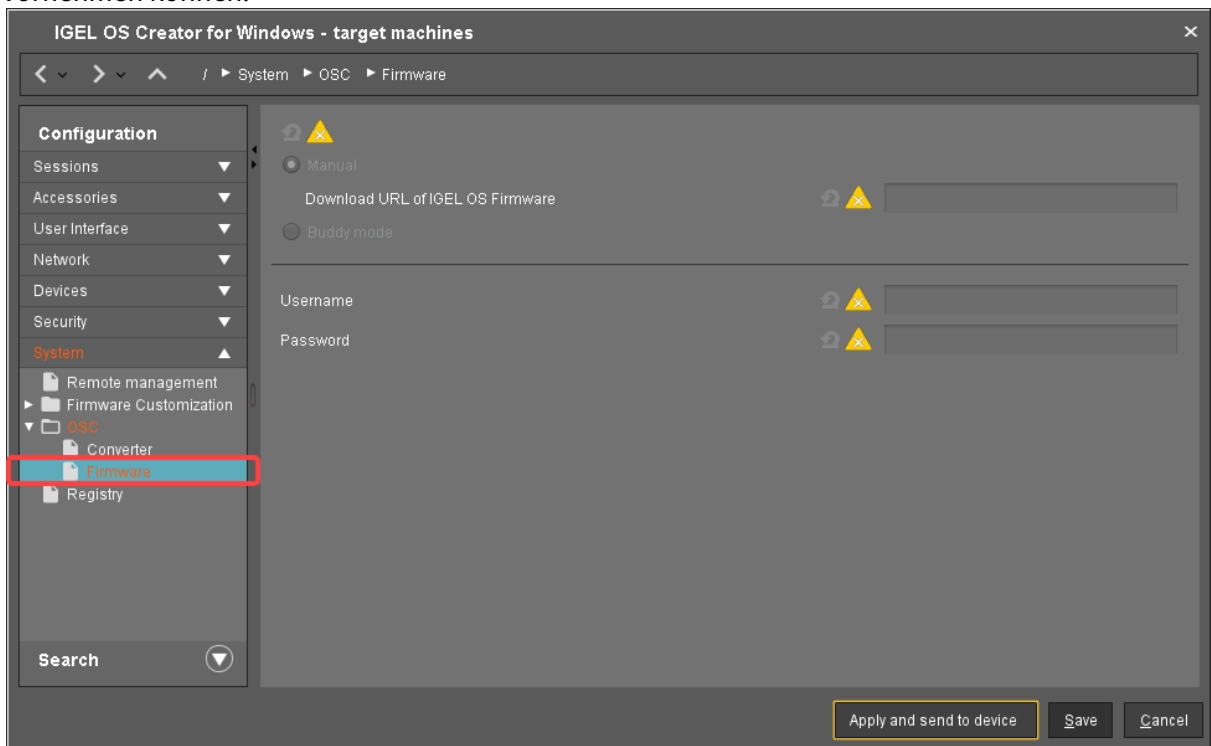 IGEL OS Creator for Windows - target machines
/ System OSC Firmware
Configuration
Sessions
Accessories
User Interface
Network
Devices
Security
System
Remote management
Firmware Customization
OSC
Converter
Firmware
Registry
Search
Manual
Download URL of IGEL OS Firmware
Buddy mode
Username
Password
Apply and send to device
Save
Cancel